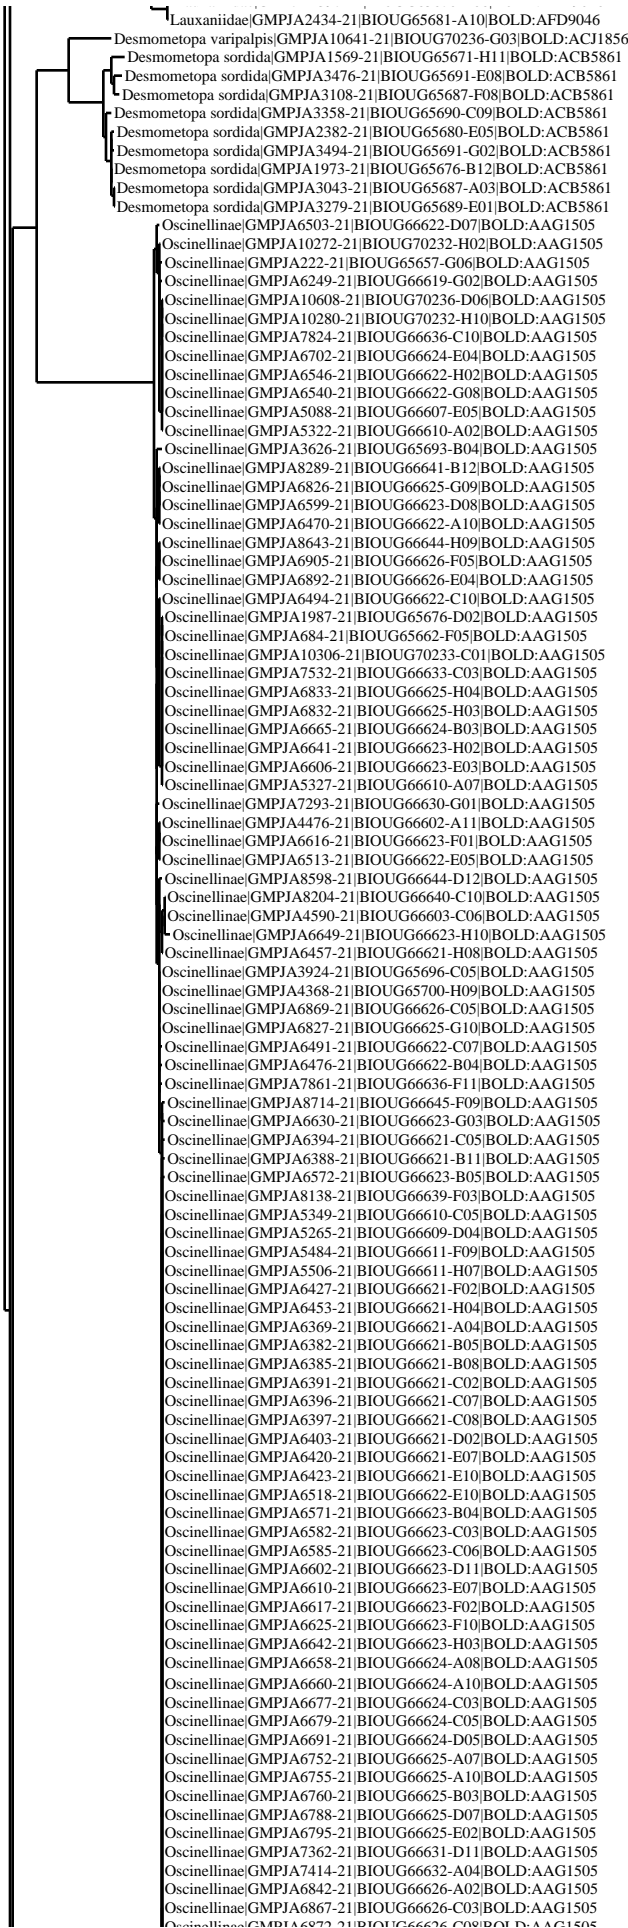 Lauxaniidae|GMPJA2434-21|BIOUG65681-A10|BOLD:AFD9046
Desmometopa varipalpis|GMPJA10641-21|BIOUG70236-G03|BOLD:ACJ1856
Desmometopa sordida|GMPJA1569-21|BIOUG65671-H11|BOLD:ACB5861
Desmometopa sordida|GMPJA3476-21|BIOUG65691-E08|BOLD:ACB5861
Desmometopa sordida|GMPJA3108-21|BIOUG65687-F08|BOLD:ACB5861
Desmometopa sordida|GMPJA3358-21|BIOUG65690-C09|BOLD:ACB5861
Desmometopa sordida|GMPJA2382-21|BIOUG65680-E05|BOLD:ACB5861
Desmometopa sordida|GMPJA3494-21|BIOUG65691-G02|BOLD:ACB5861
Desmometopa sordida|GMPJA1973-21|BIOUG65676-B12|BOLD:ACB5861
Desmometopa sordida|GMPJA3043-21|BIOUG65687-A03|BOLD:ACB5861
Desmometopa sordida|GMPJA3279-21|BIOUG65689-E01|BOLD:ACB5861
Oscinellinae|GMPJA6503-21|BIOUG66622-D07|BOLD:AAG1505
Oscinellinae|GMPJA10272-21|BIOUG70232-H02|BOLD:AAG1505
Oscinellinae|GMPJA222-21|BIOUG65657-G06|BOLD:AAG1505
Oscinellinae|GMPJA6249-21|BIOUG66619-G02|BOLD:AAG1505
Oscinellinae|GMPJA10608-21|BIOUG70236-D06|BOLD:AAG1505
Oscinellinae|GMPJA10280-21|BIOUG70232-H10|BOLD:AAG1505
Oscinellinae|GMPJA7824-21|BIOUG66636-C10|BOLD:AAG1505
Oscinellinae|GMPJA6702-21|BIOUG66624-E04|BOLD:AAG1505
Oscinellinae|GMPJA6546-21|BIOUG66622-H02|BOLD:AAG1505
Oscinellinae|GMPJA6540-21|BIOUG66622-G08|BOLD:AAG1505
Oscinellinae|GMPJA5088-21|BIOUG66607-E05|BOLD:AAG1505
Oscinellinae|GMPJA5322-21|BIOUG66610-A02|BOLD:AAG1505
Oscinellinae|GMPJA3626-21|BIOUG65693-B04|BOLD:AAG1505
Oscinellinae|GMPJA8289-21|BIOUG66641-B12|BOLD:AAG1505
Oscinellinae|GMPJA6826-21|BIOUG66625-G09|BOLD:AAG1505
Oscinellinae|GMPJA6599-21|BIOUG66623-D08|BOLD:AAG1505
Oscinellinae|GMPJA6470-21|BIOUG66622-A10|BOLD:AAG1505
Oscinellinae|GMPJA8643-21|BIOUG66644-H09|BOLD:AAG1505
Oscinellinae|GMPJA6905-21|BIOUG66626-F05|BOLD:AAG1505
Oscinellinae|GMPJA6892-21|BIOUG66626-E04|BOLD:AAG1505
Oscinellinae|GMPJA6494-21|BIOUG66622-C10|BOLD:AAG1505
Oscinellinae|GMPJA1987-21|BIOUG65676-D02|BOLD:AAG1505
Oscinellinae|GMPJA684-21|BIOUG65662-F05|BOLD:AAG1505
Oscinellinae|GMPJA10306-21|BIOUG70233-C01|BOLD:AAG1505
Oscinellinae|GMPJA7532-21|BIOUG66633-C03|BOLD:AAG1505
Oscinellinae|GMPJA6833-21|BIOUG66625-H04|BOLD:AAG1505
Oscinellinae|GMPJA6832-21|BIOUG66625-H03|BOLD:AAG1505
Oscinellinae|GMPJA6665-21|BIOUG66624-B03|BOLD:AAG1505
Oscinellinae|GMPJA6641-21|BIOUG66623-H02|BOLD:AAG1505
Oscinellinae|GMPJA6606-21|BIOUG66623-E03|BOLD:AAG1505
Oscinellinae|GMPJA5327-21|BIOUG66610-A07|BOLD:AAG1505
Oscinellinae|GMPJA7293-21|BIOUG66630-G01|BOLD:AAG1505
Oscinellinae|GMPJA4476-21|BIOUG66602-A11|BOLD:AAG1505
Oscinellinae|GMPJA6616-21|BIOUG66623-F01|BOLD:AAG1505
Oscinellinae|GMPJA6513-21|BIOUG66622-E05|BOLD:AAG1505
Oscinellinae|GMPJA8598-21|BIOUG66644-D12|BOLD:AAG1505
Oscinellinae|GMPJA8204-21|BIOUG66640-C10|BOLD:AAG1505
Oscinellinae|GMPJA4590-21|BIOUG66603-C06|BOLD:AAG1505
Oscinellinae|GMPJA6649-21|BIOUG66623-H10|BOLD:AAG1505
Oscinellinae|GMPJA6457-21|BIOUG66621-H08|BOLD:AAG1505
Oscinellinae|GMPJA3924-21|BIOUG65696-C05|BOLD:AAG1505
Oscinellinae|GMPJA4368-21|BIOUG65700-H09|BOLD:AAG1505
Oscinellinae|GMPJA6869-21|BIOUG66626-C05|BOLD:AAG1505
Oscinellinae|GMPJA6827-21|BIOUG66625-G10|BOLD:AAG1505
Oscinellinae|GMPJA6491-21|BIOUG66622-C07|BOLD:AAG1505
Oscinellinae|GMPJA6476-21|BIOUG66622-B04|BOLD:AAG1505
Oscinellinae|GMPJA7861-21|BIOUG66636-F11|BOLD:AAG1505
Oscinellinae|GMPJA8714-21|BIOUG66645-F09|BOLD:AAG1505
Oscinellinae|GMPJA6630-21|BIOUG66623-G03|BOLD:AAG1505
Oscinellinae|GMPJA6394-21|BIOUG66621-C05|BOLD:AAG1505
Oscinellinae|GMPJA6388-21|BIOUG66621-B11|BOLD:AAG1505
Oscinellinae|GMPJA6572-21|BIOUG66623-B05|BOLD:AAG1505
Oscinellinae|GMPJA8138-21|BIOUG66639-F03|BOLD:AAG1505
Oscinellinae|GMPJA5349-21|BIOUG66610-C05|BOLD:AAG1505
Oscinellinae|GMPJA5265-21|BIOUG66609-D04|BOLD:AAG1505
Oscinellinae|GMPJA5484-21|BIOUG66611-F09|BOLD:AAG1505
Oscinellinae|GMPJA5506-21|BIOUG66611-H07|BOLD:AAG1505
Oscinellinae|GMPJA6427-21|BIOUG66621-F02|BOLD:AAG1505
Oscinellinae|GMPJA6453-21|BIOUG66621-H04|BOLD:AAG1505
Oscinellinae|GMPJA6369-21|BIOUG66621-A04|BOLD:AAG1505
Oscinellinae|GMPJA6382-21|BIOUG66621-B05|BOLD:AAG1505
Oscinellinae|GMPJA6385-21|BIOUG66621-B08|BOLD:AAG1505
Oscinellinae|GMPJA6391-21|BIOUG66621-C02|BOLD:AAG1505
Oscinellinae|GMPJA6396-21|BIOUG66621-C07|BOLD:AAG1505
Oscinellinae|GMPJA6397-21|BIOUG66621-C08|BOLD:AAG1505
Oscinellinae|GMPJA6403-21|BIOUG66621-D02|BOLD:AAG1505
Oscinellinae|GMPJA6420-21|BIOUG66621-E07|BOLD:AAG1505
Oscinellinae|GMPJA6423-21|BIOUG66621-E10|BOLD:AAG1505
Oscinellinae|GMPJA6518-21|BIOUG66622-E10|BOLD:AAG1505
Oscinellinae|GMPJA6571-21|BIOUG66623-B04|BOLD:AAG1505
Oscinellinae|GMPJA6582-21|BIOUG66623-C03|BOLD:AAG1505
Oscinellinae|GMPJA6585-21|BIOUG66623-C06|BOLD:AAG1505
Oscinellinae|GMPJA6602-21|BIOUG66623-D11|BOLD:AAG1505
Oscinellinae|GMPJA6610-21|BIOUG66623-E07|BOLD:AAG1505
Oscinellinae|GMPJA6617-21|BIOUG66623-F02|BOLD:AAG1505
Oscinellinae|GMPJA6625-21|BIOUG66623-F10|BOLD:AAG1505
Oscinellinae|GMPJA6642-21|BIOUG66623-H03|BOLD:AAG1505
Oscinellinae|GMPJA6658-21|BIOUG66624-A08|BOLD:AAG1505
Oscinellinae|GMPJA6660-21|BIOUG66624-A10|BOLD:AAG1505
Oscinellinae|GMPJA6677-21|BIOUG66624-C03|BOLD:AAG1505
Oscinellinae|GMPJA6679-21|BIOUG66624-C05|BOLD:AAG1505
Oscinellinae|GMPJA6691-21|BIOUG66624-D05|BOLD:AAG1505
Oscinellinae|GMPJA6752-21|BIOUG66625-A07|BOLD:AAG1505
Oscinellinae|GMPJA6755-21|BIOUG66625-A10|BOLD:AAG1505
Oscinellinae|GMPJA6760-21|BIOUG66625-B03|BOLD:AAG1505
Oscinellinae|GMPJA6788-21|BIOUG66625-D07|BOLD:AAG1505
Oscinellinae|GMPJA6795-21|BIOUG66625-E02|BOLD:AAG1505
Oscinellinae|GMPJA7362-21|BIOUG66631-D11|BOLD:AAG1505
Oscinellinae|GMPJA7414-21|BIOUG66632-A04|BOLD:AAG1505
Oscinellinae|GMPJA6842-21|BIOUG66626-A02|BOLD:AAG1505
Oscinellinae|GMPJA6867-21|BIOUG66626-C03|BOLD:AAG1505
Oscinellinae|GMPJA6872-21|BIOUG66626-C08|BOLD:AAG1505